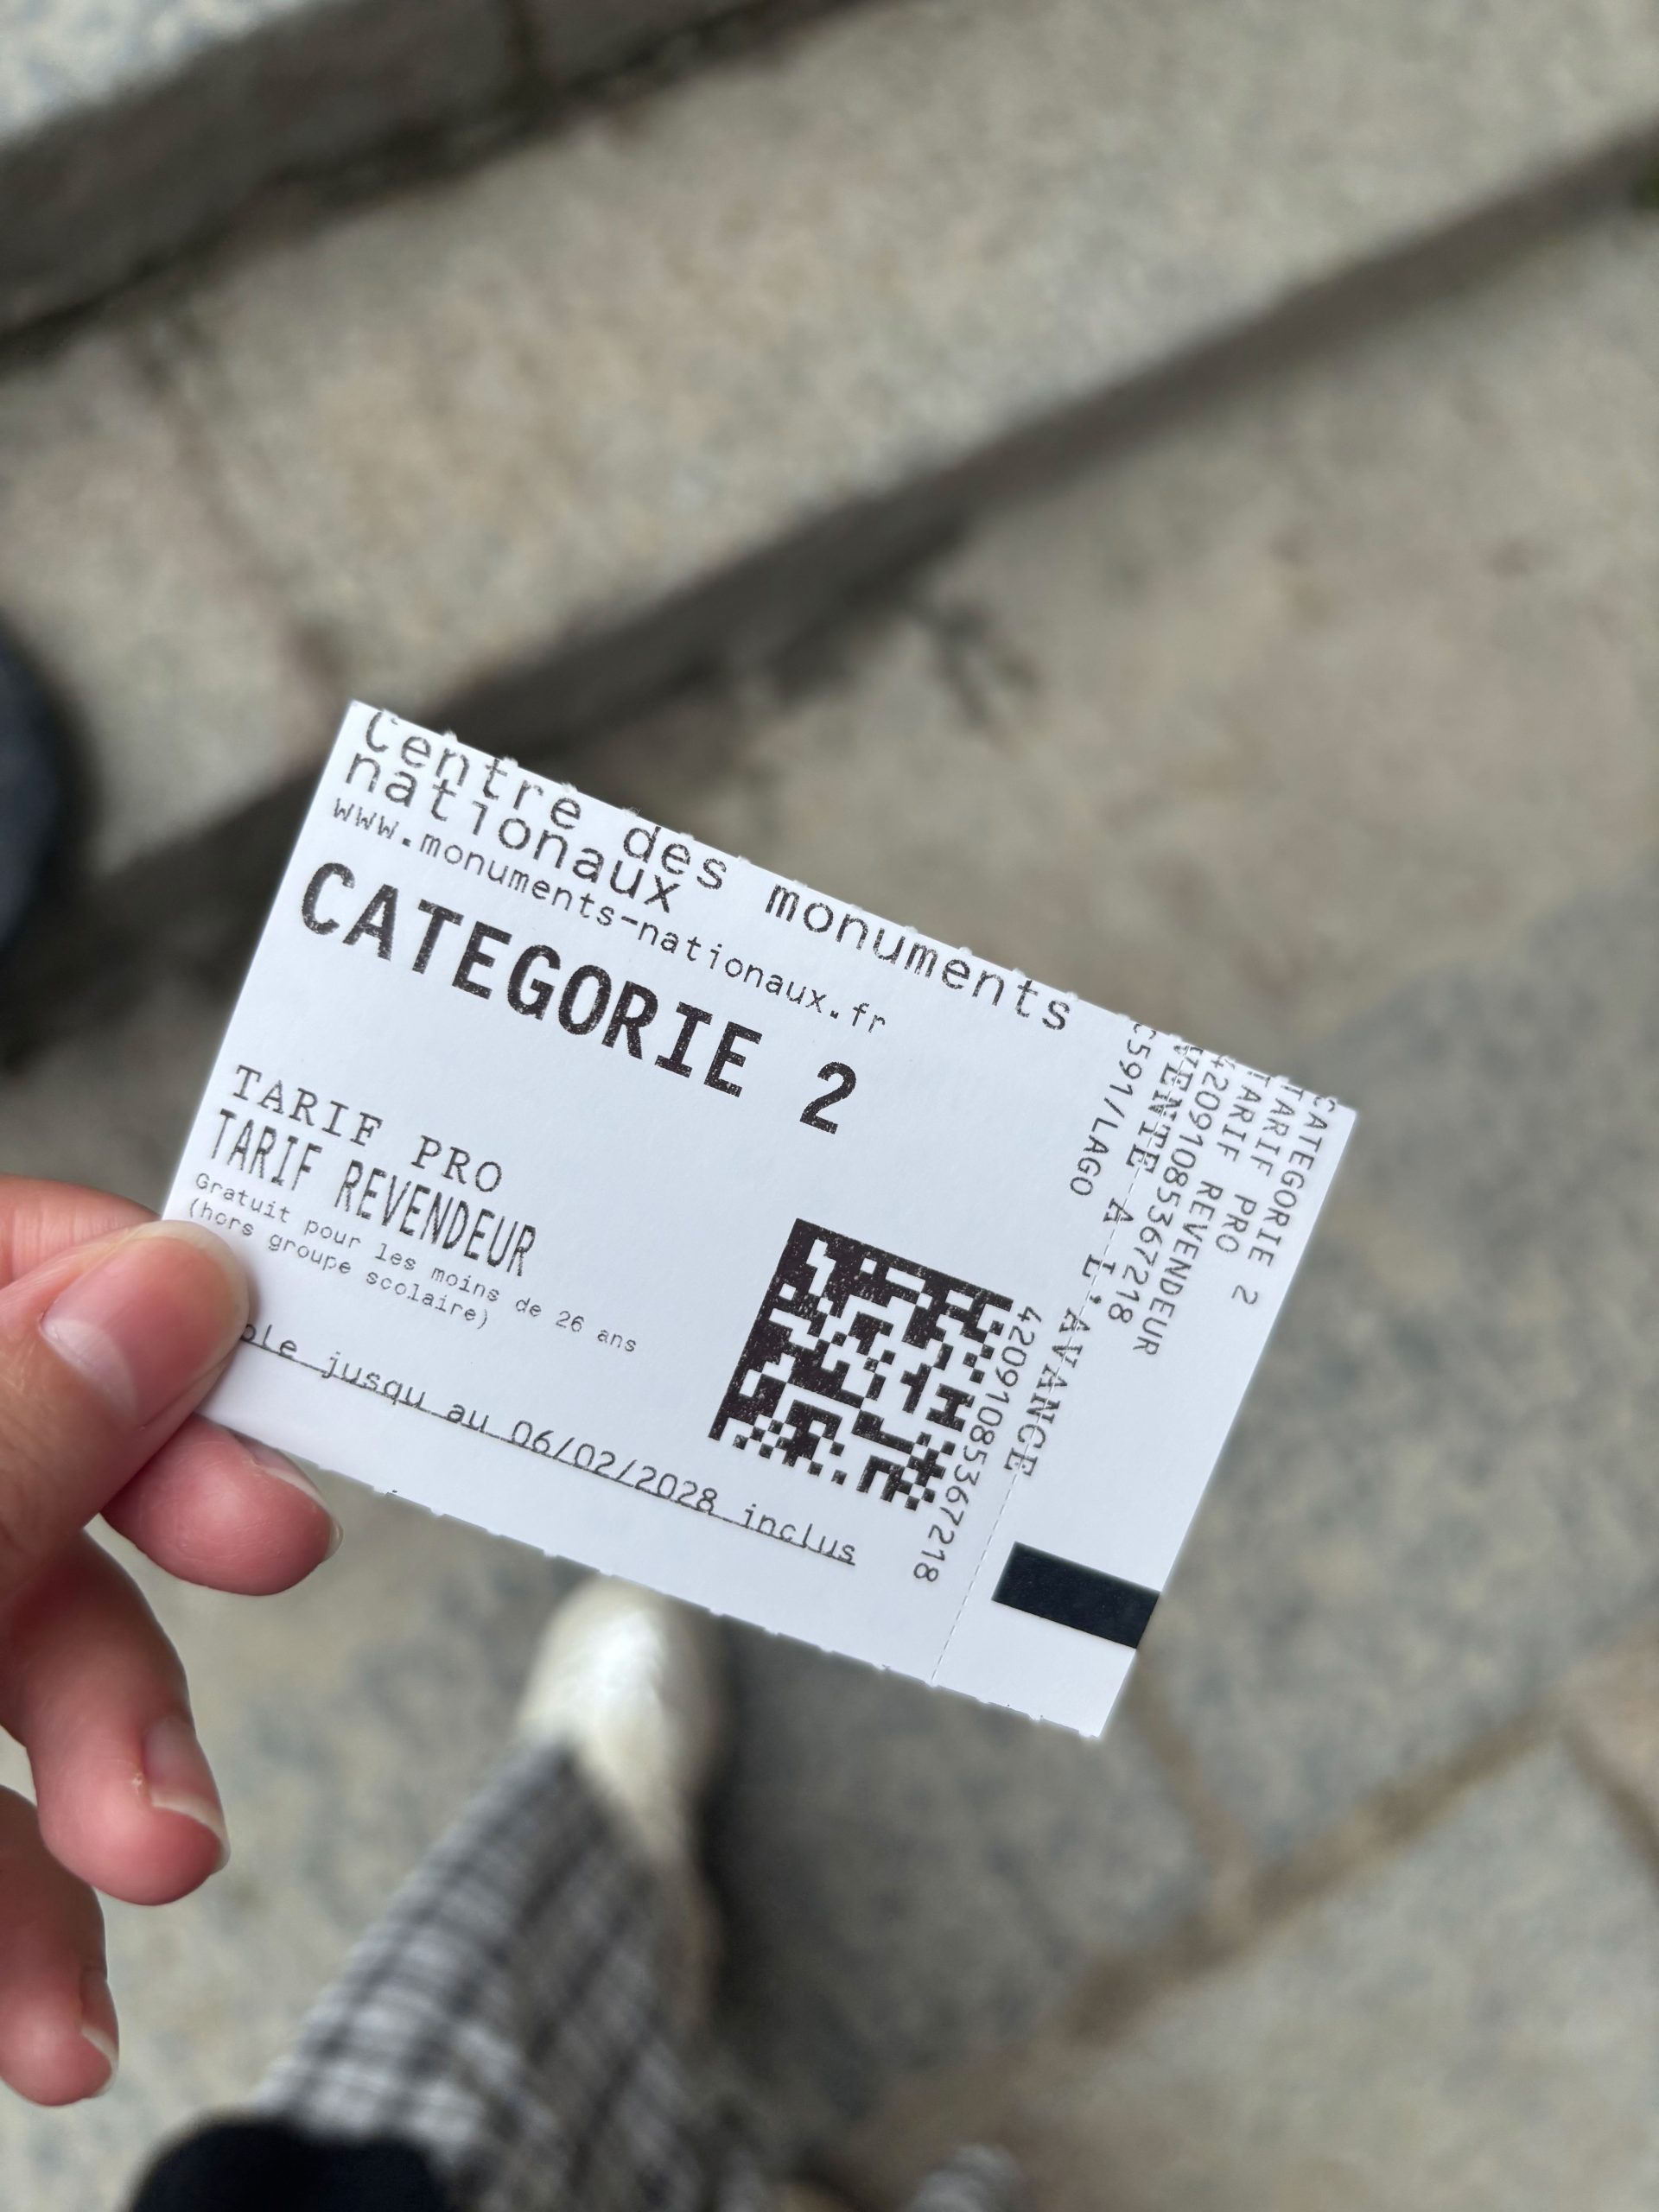 Centre des monuments
nationaux
www.monuments-nationaux.fr
CATEGORIE 2
TARIF PRO
TARIF REVENDEUR
Gratuit pour les moins de 26 ans
(hors groupe scolaire)
ble jusqu au 06/02/2028 inclus
42091085367218
CATEGORIE 2
TARIF PRO
TARIF REVENDEUR
42091085367218
VENTE A L'AVANCE
C591/LAGO